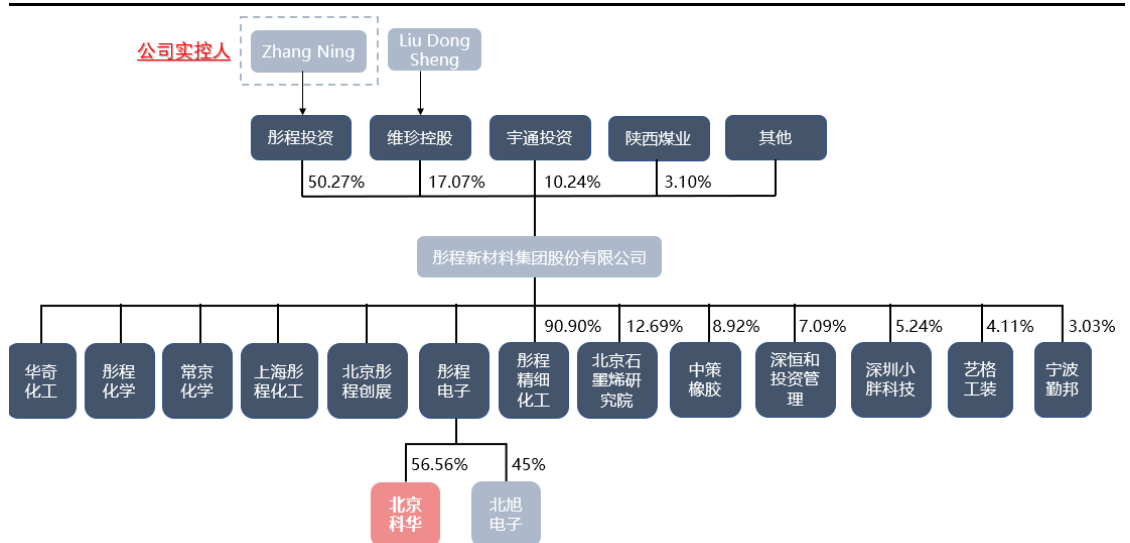 公司实控人
Zhang Ning
Liu Dong
Sheng
彤程投资
维珍控股
宇通投资
陕西煤业
其他
50.27%
17.07%
10.24%
3.10%
彤程新材料集团股份有限公司
90.90%
12.69%
8.92%
7.09%
5.24%
4.11%
3.03%
华奇
化工
彤程
化学
常京
化学
上海彤
程化工
北京彤
程创展
彤程
电子
彤程
精细
化工
北京石
墨烯研
究院
中策
橡胶
深恒和
投资管
理
深圳小
胖科技
艺格
工装
宁波
勤邦
56.56%
45%
北京
科华
北旭
电子